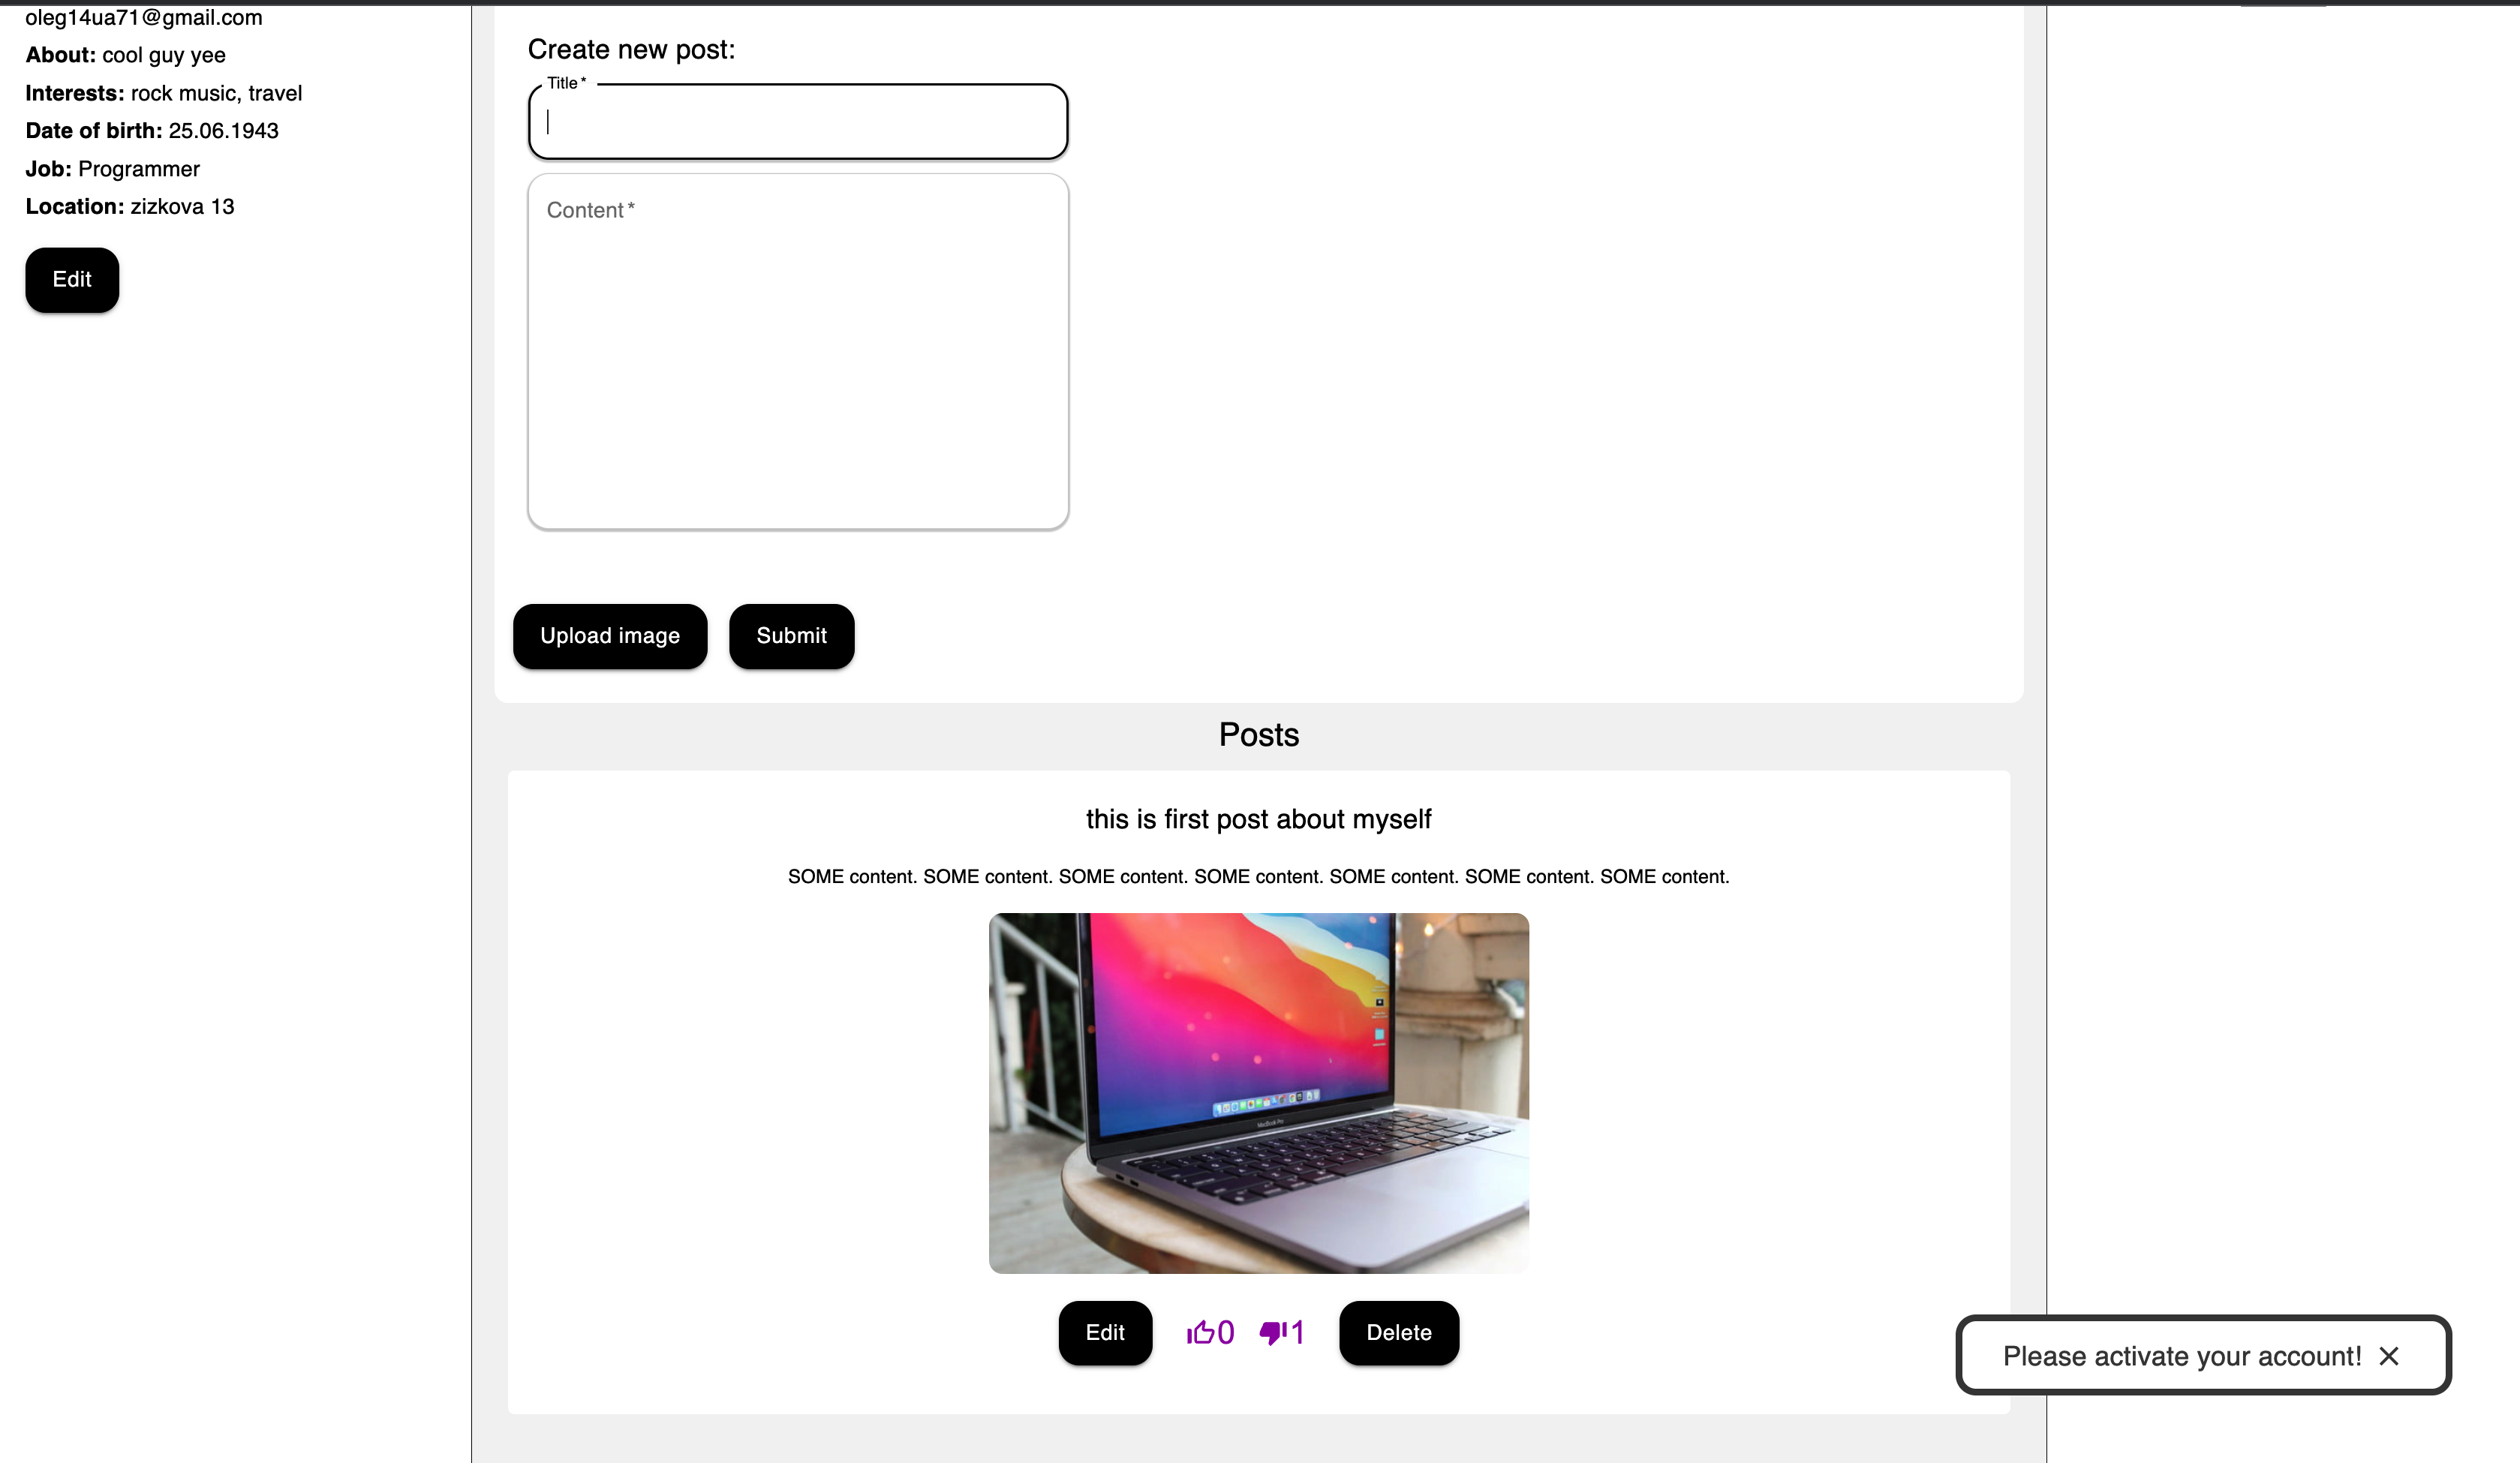 oleg14ua71@gmail.com
About: cool guy yee
Interests: rock music, travel
Date of birth: 25.06.1943
Job: Programmer
Location: zizkova 13
Edit
Create new post:
Title *
Content *
Upload image
Submit
Posts
this is first post about myself
SOME content. SOME content. SOME content. SOME content. SOME content. SOME content. SOME content.
MacBook Pro
Edit
0
1
Delete
Please activate your account!